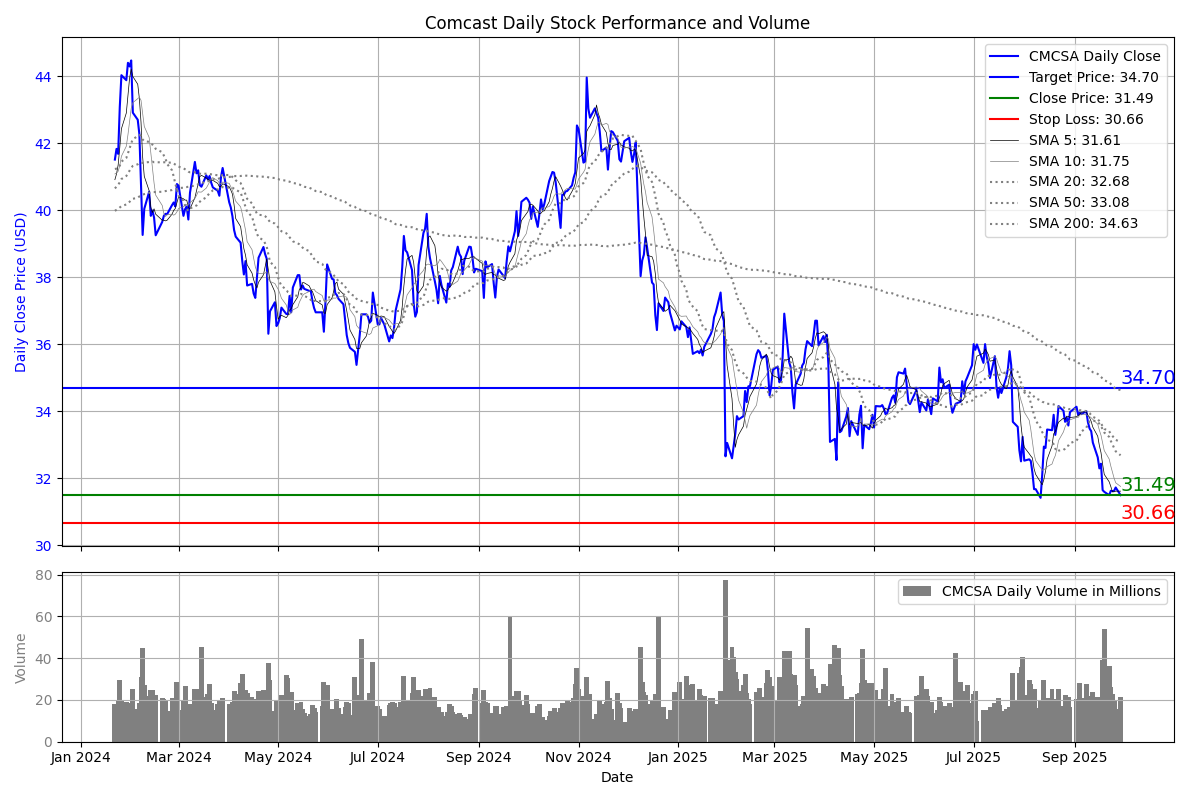 Comcast Daily Stock Performance and Volume
Daily Close Price (USD)
44
42
40
38
36
34
32
30
CMCSA Daily Close
Target Price: 34.70
Close Price: 31.49
Stop Loss: 30.66
SMA 5: 31.61
SMA 10: 31.75
SMA 20: 32.68
SMA 50: 33.08
SMA 200: 34.63
34.70
31.49
30.66
Volume
80
60
40
20
0
CMCSA Daily Volume in Millions
Jan 2024
Mar 2024
May 2024
Jul 2024
Sep 2024
Nov 2024
Jan 2025
Mar 2025
May 2025
Jul 2025
Sep 2025
Date